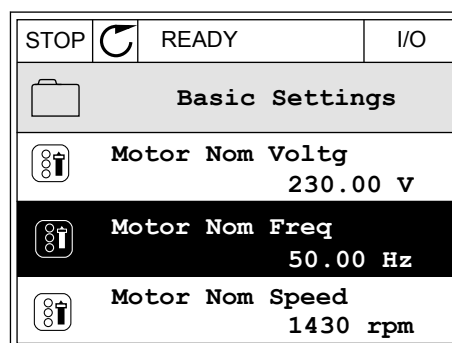 STOP READY I/O
Basic Settings
Motor Nom Voltg
230.00 V
Motor Nom Freq
50.00 Hz
Motor Nom Speed
1430 rpm